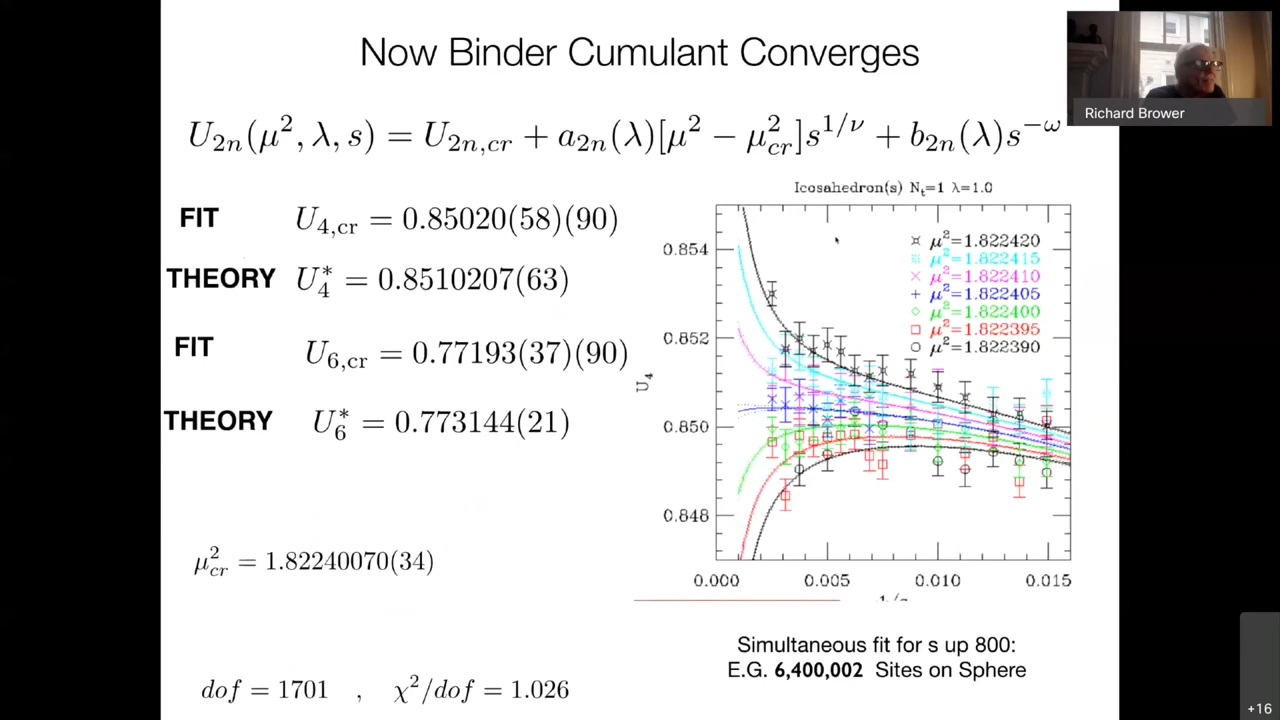 Now Binder Cumulant Converges
Richard Brower
U_{2n}(μ², λ, s) = U_{2n,cr} + a_{2n}(λ)[μ² − μ²_{cr}]s^{1/ν} + b_{2n}(λ)s^{−ω}
FIT U_{4,cr} = 0.85020(58)(90)
THEORY U*_4 = 0.8510207(63)
FIT U_{6,cr} = 0.77193(37)(90)
THEORY U*_6 = 0.773144(21)
μ²_{cr} = 1.82240070(34)
dof = 1701 , χ²/dof = 1.026
Icosahedron(s) N_t=1 λ=1.0
μ²=1.822420
μ²=1.822415
μ²=1.822410
μ²=1.822405
μ²=1.822400
μ²=1.822395
μ²=1.822390
0.854
0.852
0.850
0.848
U_4
0.000 0.005 0.010 0.015
Simultaneous fit for s up 800:
E.G. 6,400,002 Sites on Sphere
+16